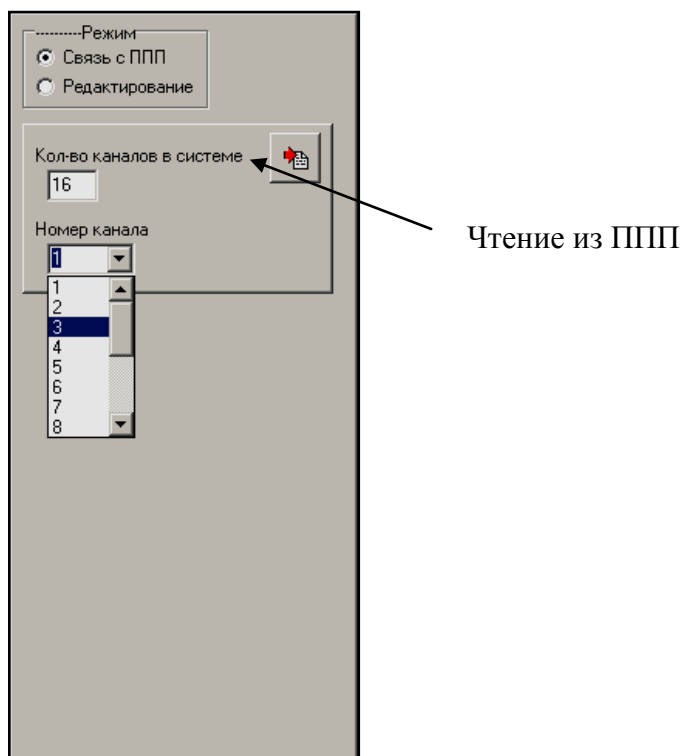 ----------Режим
Связь с ППП
Редактирование
Кол-во каналов в системе
16
Номер канала
1
1
2
3
4
5
6
7
8
Чтение из ППП